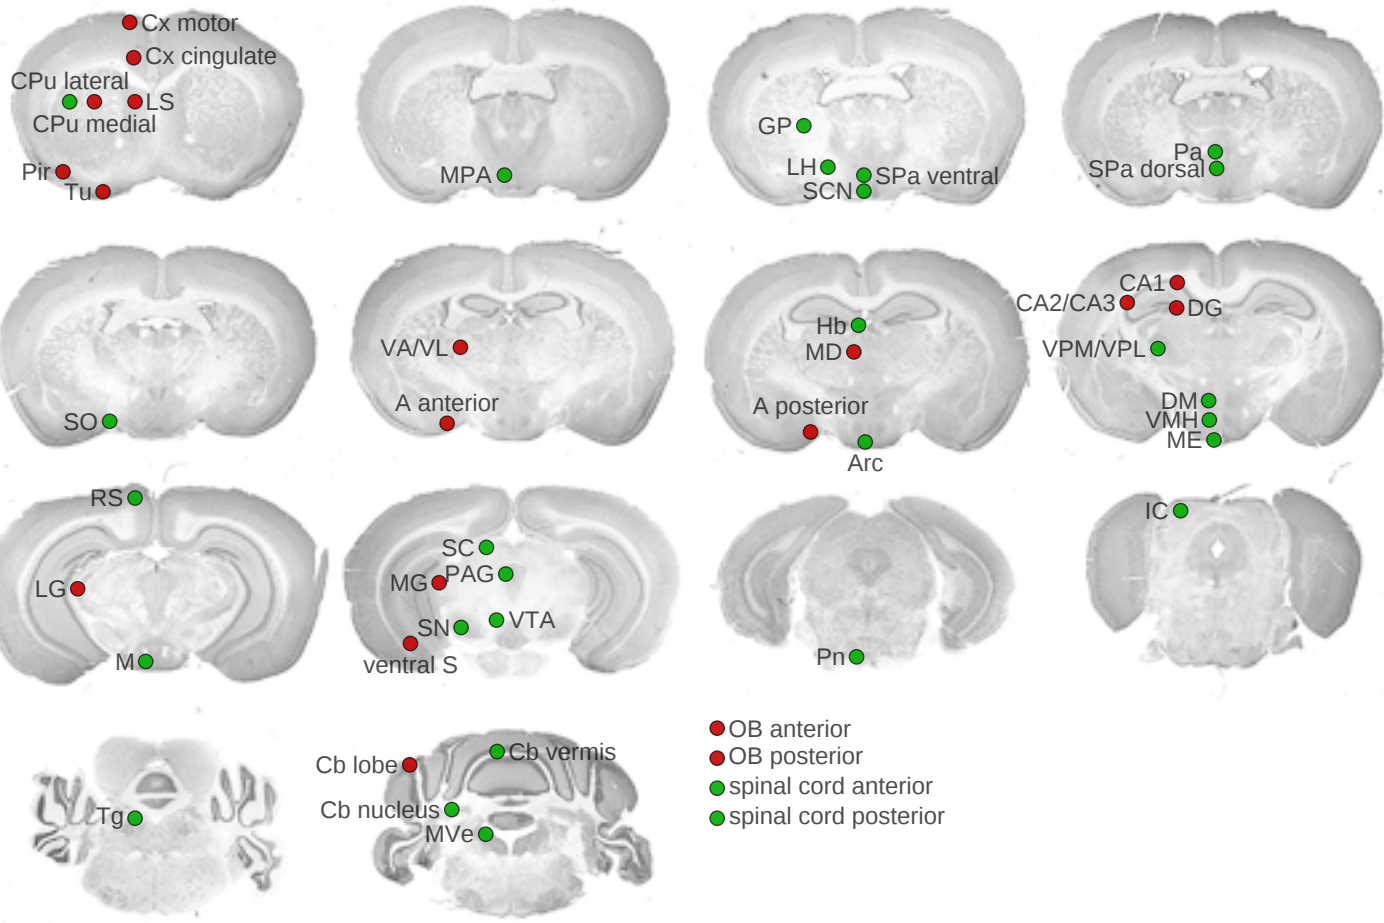 Cx motor
Cx cingulate
CPu lateral
LS
CPu medial
Pir
Tu
MPA
GP
LH
SPa ventral
SCN
Pa
SPa dorsal
SO
VA/VL
A anterior
Hb
MD
A posterior
Arc
CA1
CA2/CA3
DG
VPM/VPL
DM
VMH
ME
RS
LG
M
SC
MG
PAG
SN
VTA
ventral S
Pn
IC
Tg
Cb lobe
Cb vermis
Cb nucleus
MVe
OB anterior
OB posterior
spinal cord anterior
spinal cord posterior